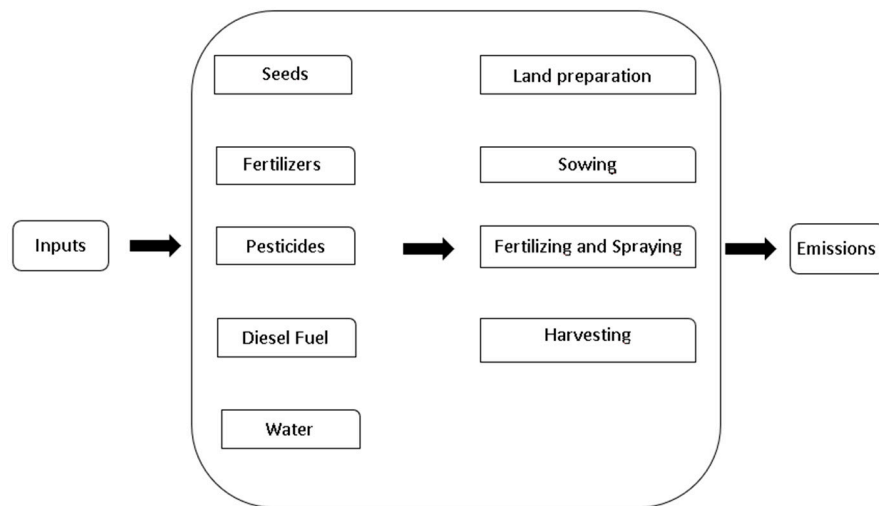 Seeds
Land preparation
Fertilizers
Sowing
Inputs
Pesticides
Fertilizing and Spraying
Emissions
Diesel Fuel
Harvesting
Water